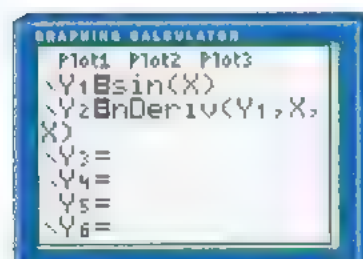 GRAPHING CALCULATOR
Plot1 Plot2 Plot3
\Y1=sin(X)
\Y2=nDeriv(Y1,X,
X)
\Y3=
\Y4=
\Y5=
\Y6=